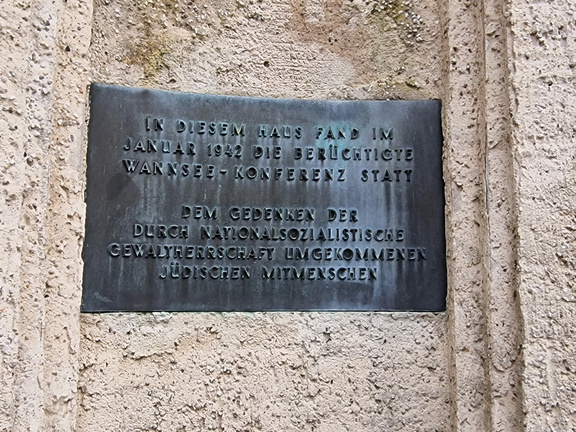 IN DIESEM HAUS FAND IM
JANUAR 1942 DIE BERÜCHTIGTE
WANNSEE-KONFERENZ STATT
DEM GEDENKEN DER
DURCH NATIONALSOZIALISTISCHE
GEWALTHERRSCHAFT UMGEKOMMENEN
JÜDISCHEN MITMENSCHEN